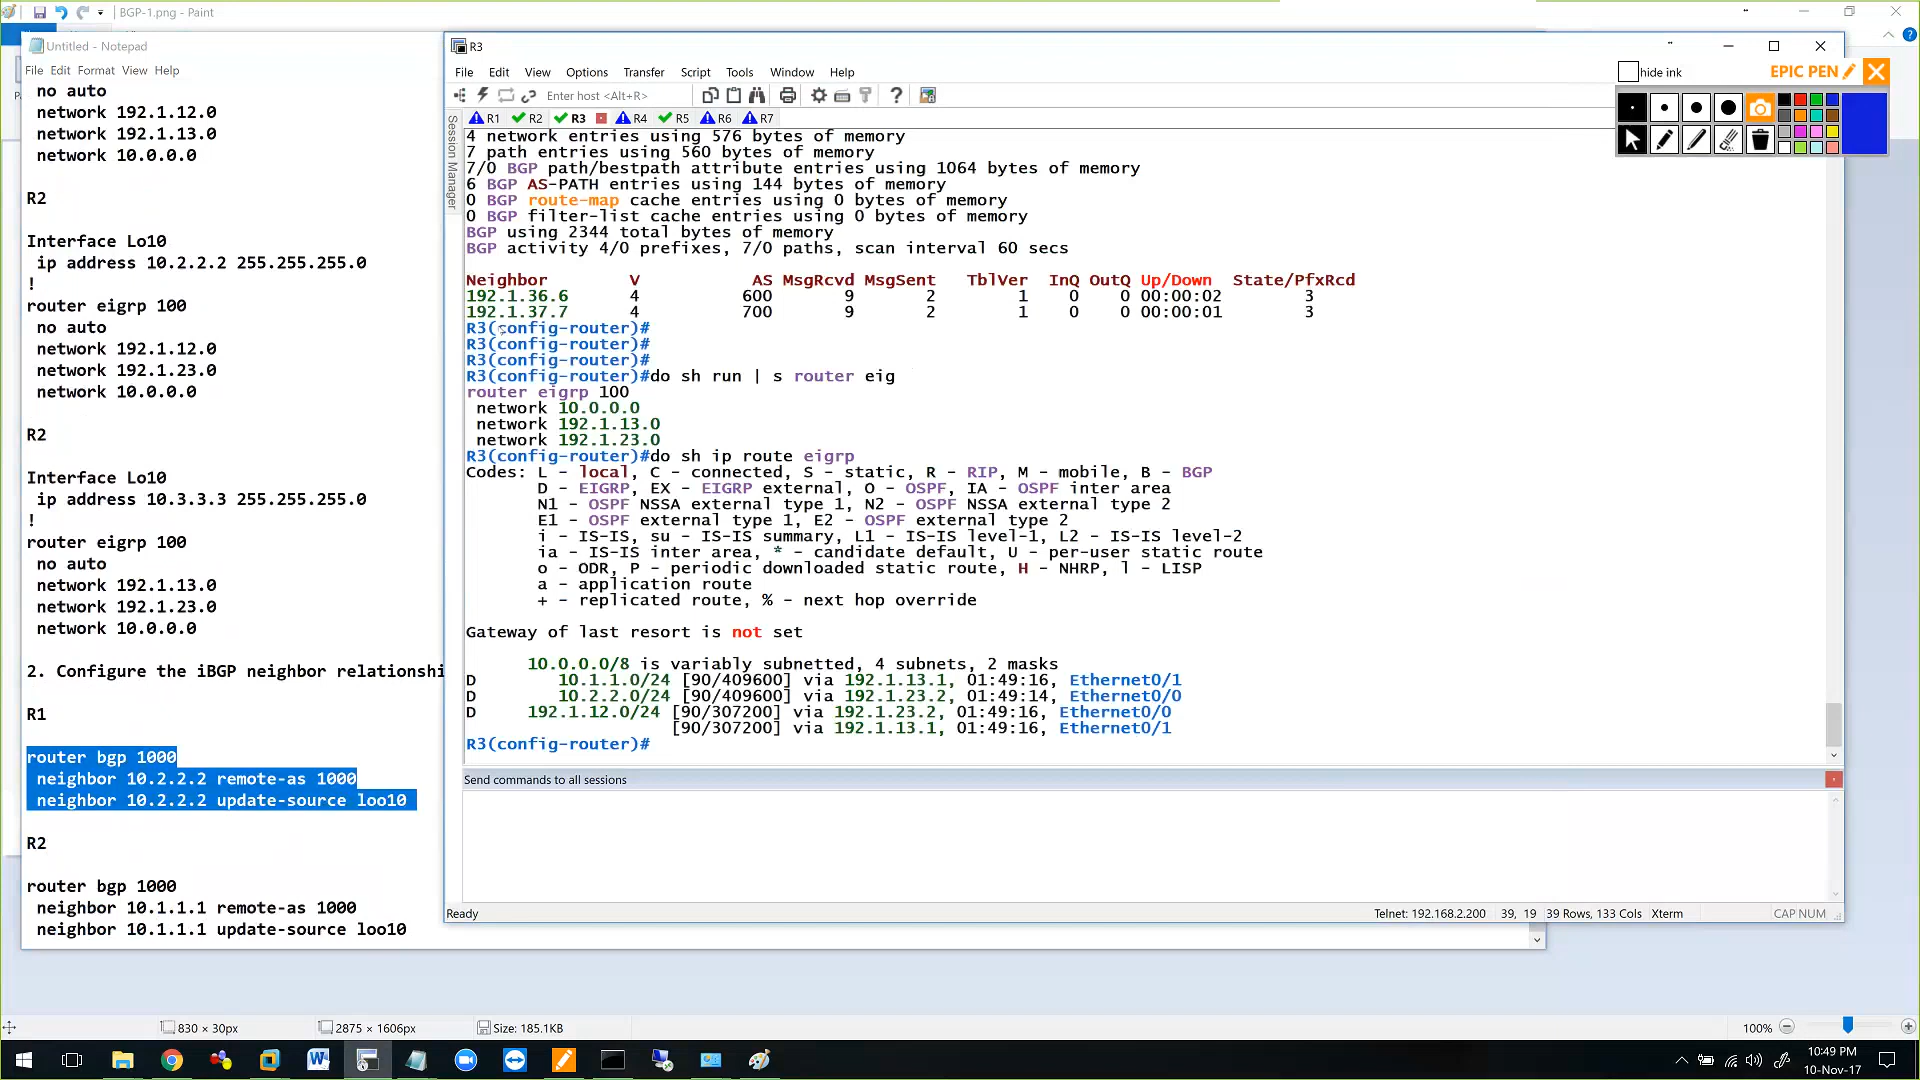 BGP-1.png - Paint
Untitled - Notepad
File Edit Format View Help
no auto
network 192.1.12.0
network 192.1.13.0
network 10.0.0.0
R2
Interface Lo10
ip address 10.2.2.2 255.255.255.0
!
router eigrp 100
no auto
network 192.1.12.0
network 192.1.23.0
network 10.0.0.0
R2
Interface Lo10
ip address 10.3.3.3 255.255.255.0
!
router eigrp 100
no auto
network 192.1.13.0
network 192.1.23.0
network 10.0.0.0
2. Configure the iBGP neighbor relationshi
R1
router bgp 1000
neighbor 10.2.2.2 remote-as 1000
neighbor 10.2.2.2 update-source loo10
R2
router bgp 1000
neighbor 10.1.1.1 remote-as 1000
neighbor 10.1.1.1 update-source loo10
R3
File Edit View Options Transfer Script Tools Window Help
Enter host <Alt+R>
Session Manager
R1 R2 R3 R4 R5 R6 R7
4 network entries using 576 bytes of memory
7 path entries using 560 bytes of memory
7/0 BGP path/bestpath attribute entries using 1064 bytes of memory
6 BGP AS-PATH entries using 144 bytes of memory
0 BGP route-map cache entries using 0 bytes of memory
0 BGP filter-list cache entries using 0 bytes of memory
BGP using 2344 total bytes of memory
BGP activity 4/0 prefixes, 7/0 paths, scan interval 60 secs
Neighbor V AS MsgRcvd MsgSent TblVer InQ OutQ Up/Down State/PfxRcd
192.1.36.6 4 600 9 2 1 0 0 00:00:02 3
192.1.37.7 4 700 9 2 1 0 0 00:00:01 3
R3(config-router)#
R3(config-router)#
R3(config-router)#
R3(config-router)#do sh run | s router eig
router eigrp 100
network 10.0.0.0
network 192.1.13.0
network 192.1.23.0
R3(config-router)#do sh ip route eigrp
Codes: L - local, C - connected, S - static, R - RIP, M - mobile, B - BGP
D - EIGRP, EX - EIGRP external, O - OSPF, IA - OSPF inter area
N1 - OSPF NSSA external type 1, N2 - OSPF NSSA external type 2
E1 - OSPF external type 1, E2 - OSPF external type 2
i - IS-IS, su - IS-IS summary, L1 - IS-IS level-1, L2 - IS-IS level-2
ia - IS-IS inter area, * - candidate default, U - per-user static route
o - ODR, P - periodic downloaded static route, H - NHRP, l - LISP
a - application route
+ - replicated route, % - next hop override
Gateway of last resort is not set
10.0.0.0/8 is variably subnetted, 4 subnets, 2 masks
D 10.1.1.0/24 [90/409600] via 192.1.13.1, 01:49:16, Ethernet0/1
D 10.2.2.0/24 [90/409600] via 192.1.23.2, 01:49:14, Ethernet0/0
D 192.1.12.0/24 [90/307200] via 192.1.23.2, 01:49:16, Ethernet0/0
[90/307200] via 192.1.13.1, 01:49:16, Ethernet0/1
R3(config-router)#
Send commands to all sessions
Ready
Telnet: 192.168.2.200 39, 19 39 Rows, 133 Cols Xterm CAP NUM
hide ink
EPIC PEN
830 × 30px
2875 × 1606px
Size: 185.1KB
100%
10:49 PM
10-Nov-17